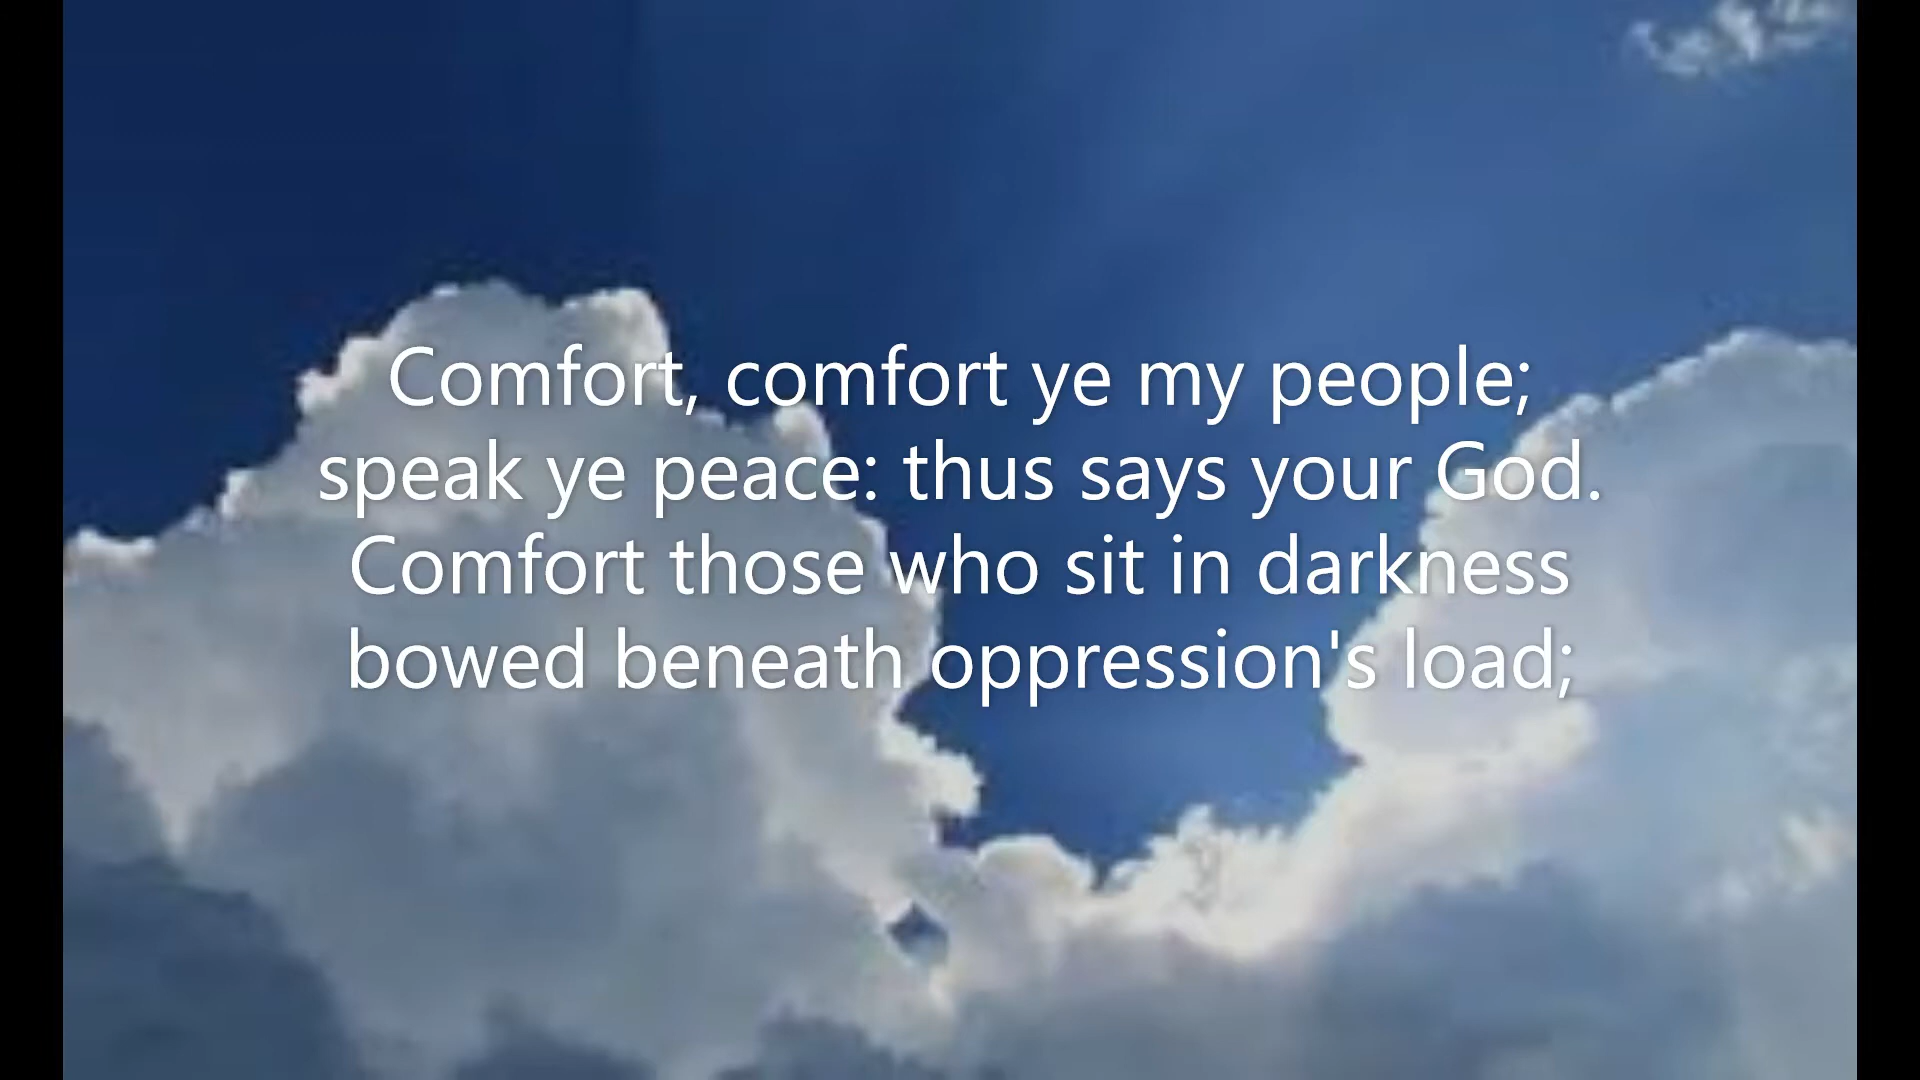 Comfort, comfort ye my people;
speak ye peace: thus says your God.
Comfort those who sit in darkness
bowed beneath oppression's load;